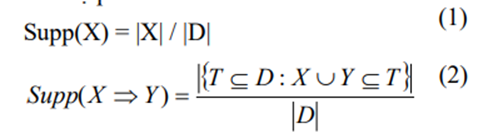 (1)
Supp(X) = |X| / |D|
Supp(X ⇒ Y) = |{T ⊆ D : X ∪ Y ⊆ T}| / |D| (2)